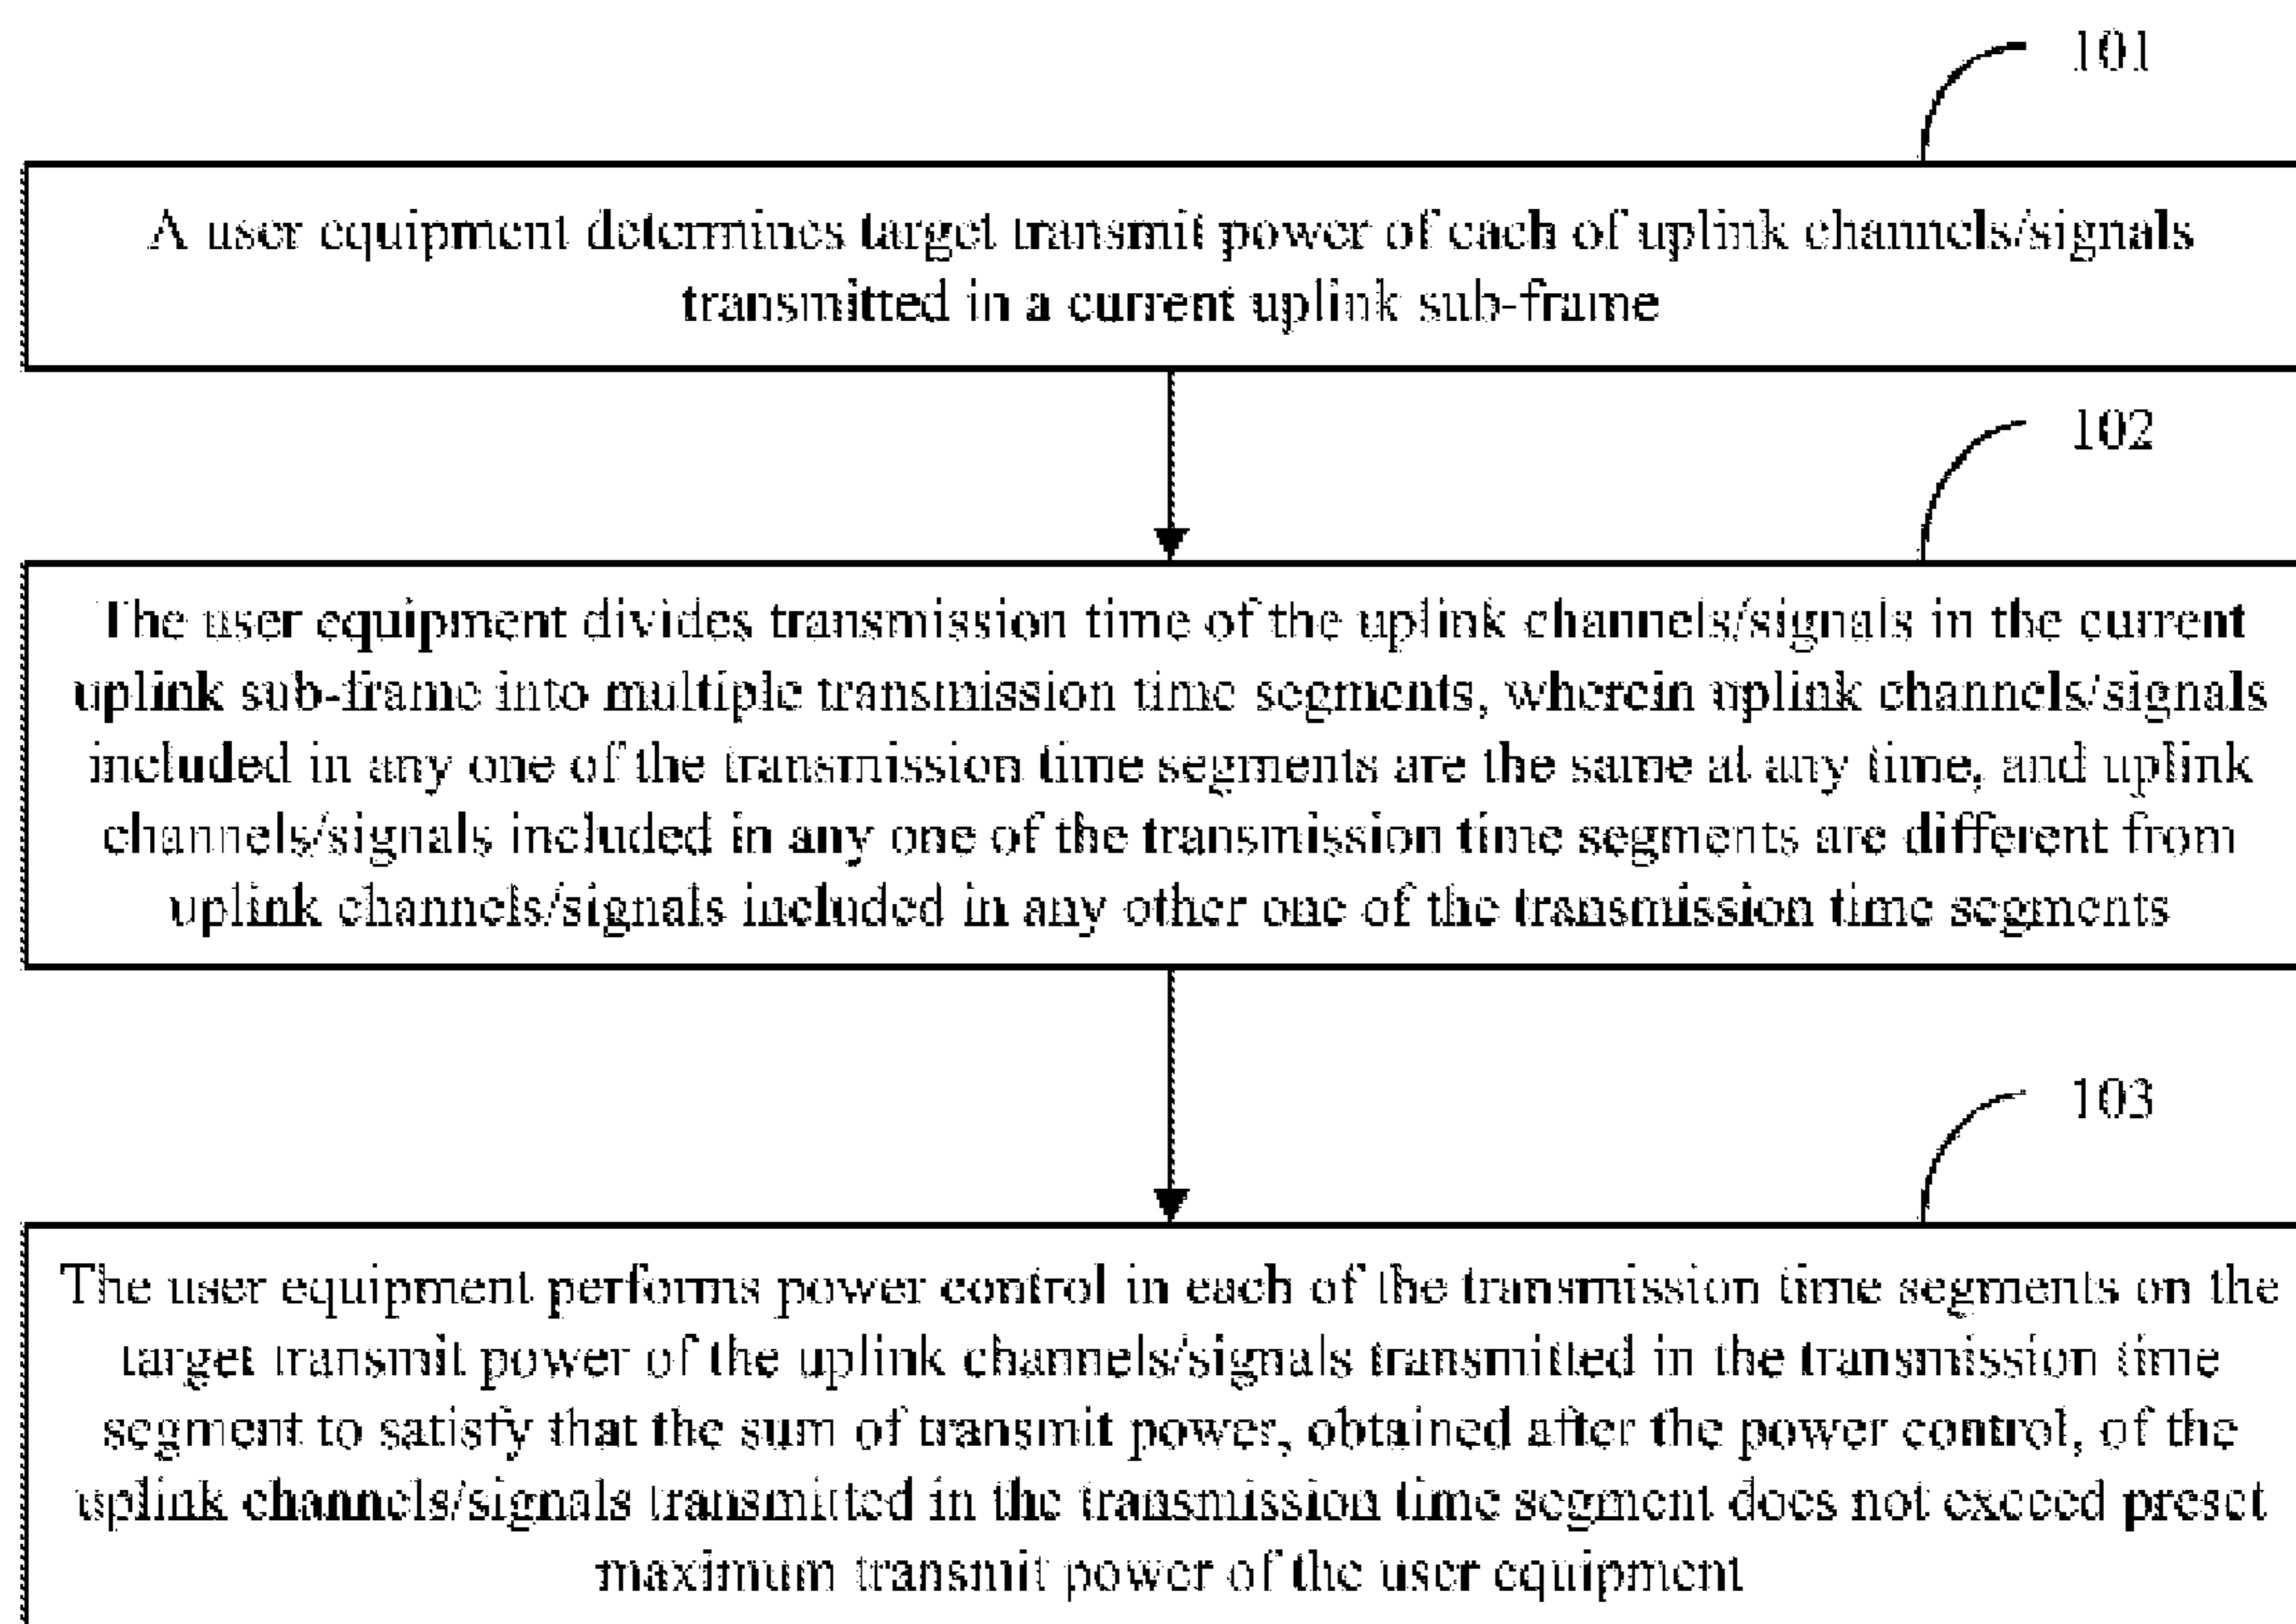 101
A user equipment determines target transmit power of each of uplink channels/signals
transmitted in a current uplink sub-frame
102
The user equipment divides transmission time of the uplink channels/signals in the current
uplink sub-frame into multiple transmission time segments, wherein uplink channels/signals
included in any one of the transmission time segments are the same at any time, and uplink
channels/signals included in any one of the transmission time segments are different from
uplink channels/signals included in any other one of the transmission time segments
103
The user equipment performs power control in each of the transmission time segments on the
target transmit power of the uplink channels/signals transmitted in the transmission time
segment to satisfy that the sum of transmit power, obtained after the power control, of the
uplink channels/signals transmitted in the transmission time segment does not exceed preset
maximum transmit power of the user equipment